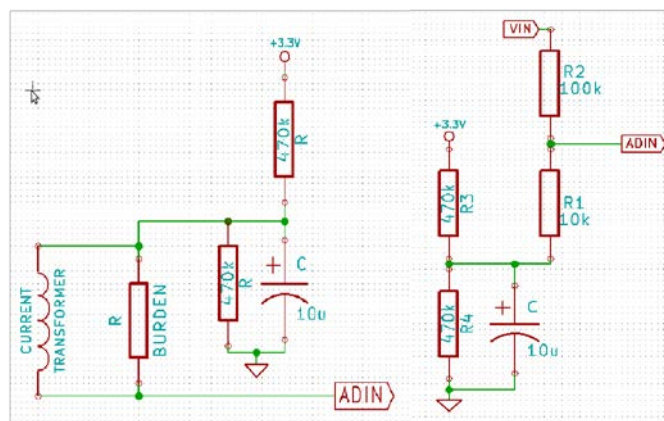 +3.3V
470k
R
470k
R
C
10u
R
BURDEN
CURRENT
TRANSFORMER
ADIN
VIN
R2
100k
ADIN
+3.3V
470k
R3
R1
10k
470k
R4
C
10u